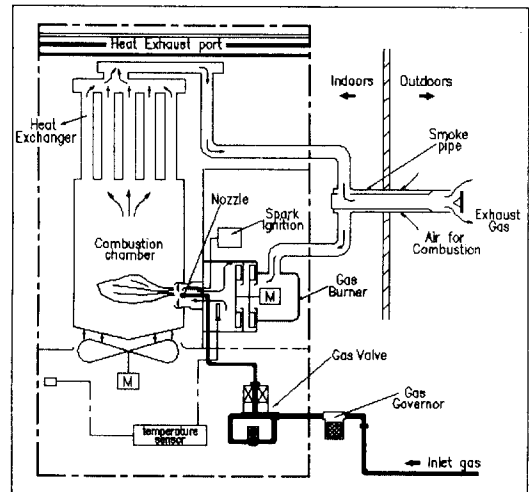 Heat Exhaust port
Indoors
Outdoors
Heat
Exchanger
Smoke
pipe
Nozzle
Spark
Ignition
Exhaust
Gas
Combustion
chamber
Air for
Combustion
M
Gas
Burner
Gas Valve
M
Gas
Governor
temperature
sensor
Inlet gas